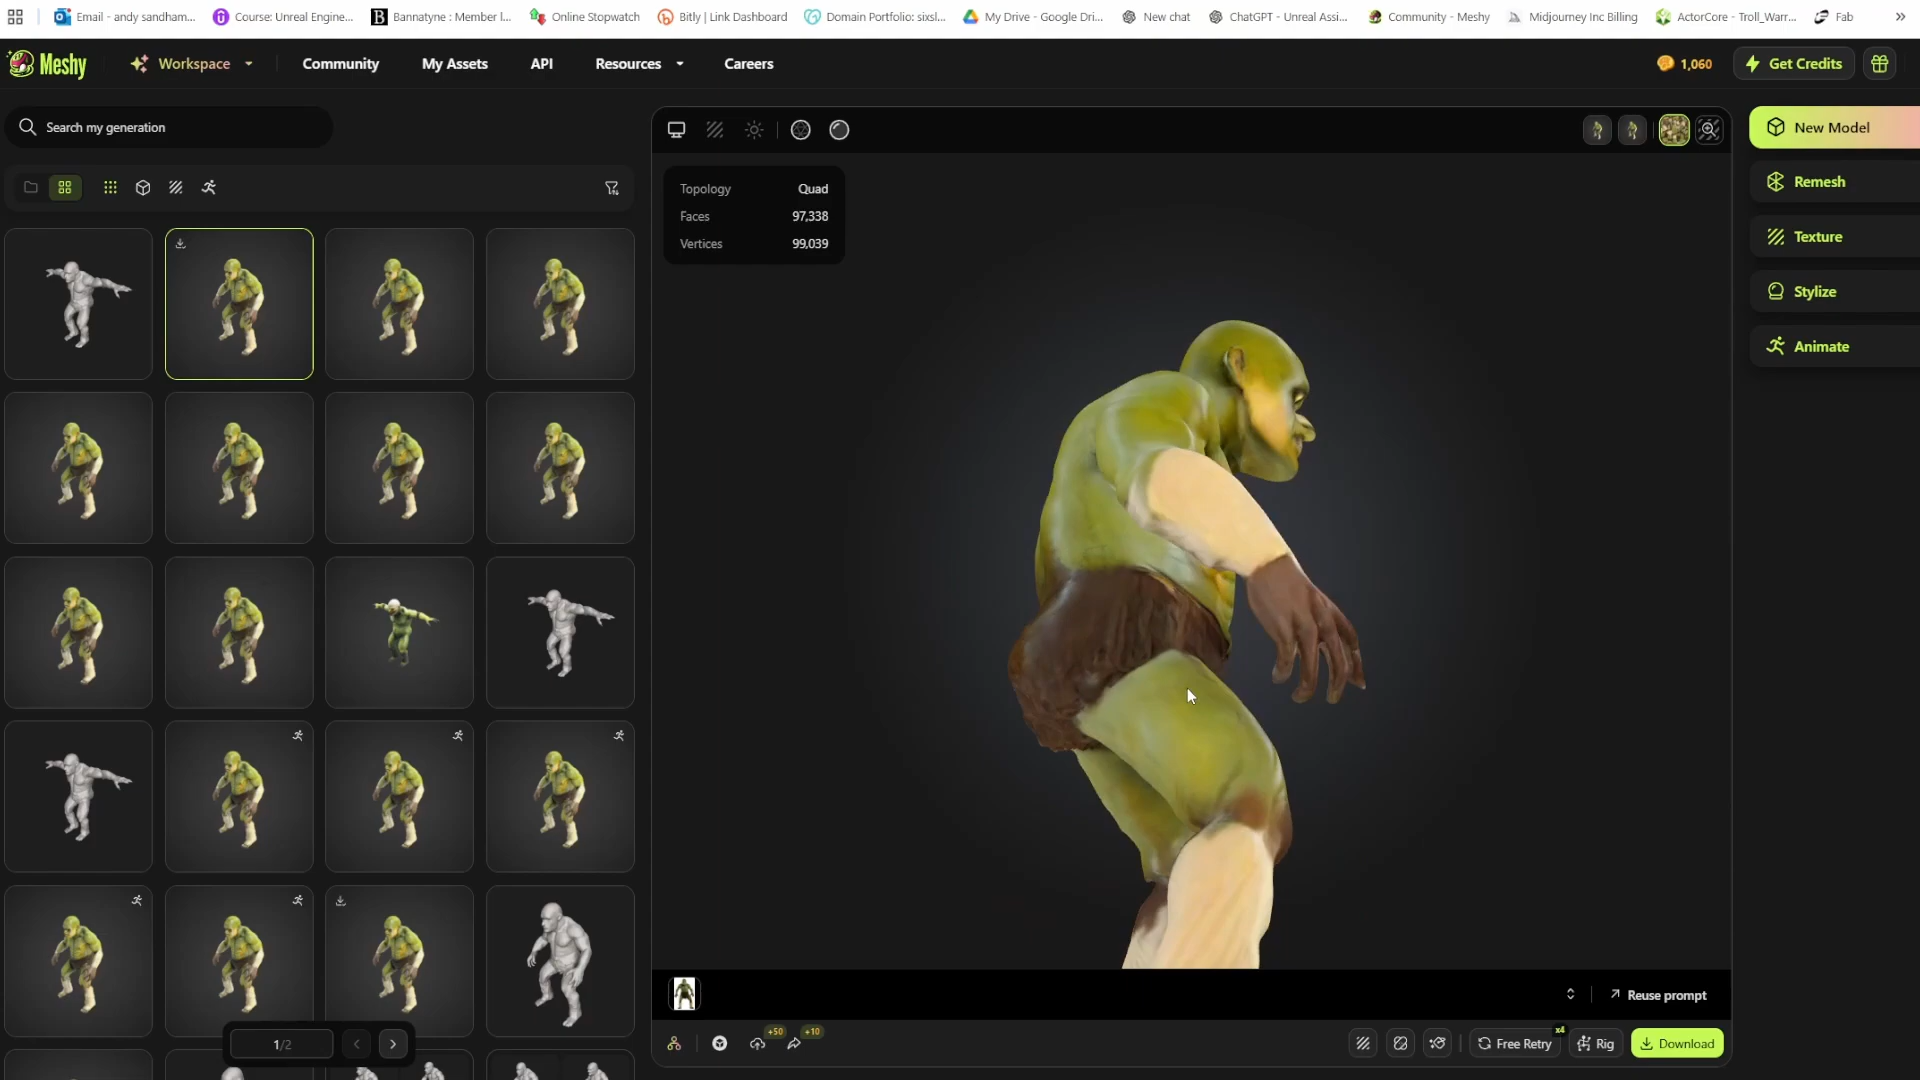 Email - andy sandham...
Course: Unreal Engine...
Bannatyne : Member l...
Online Stopwatch
Bitly | Link Dashboard
Domain Portfolio: sixsl...
My Drive - Google Dri...
New chat
ChatGPT - Unreal Assi...
Community - Meshy
Midjourney Inc Billing
ActorCore - Troll_Warr...
Fab
Meshy
Workspace
Community
My Assets
API
Resources
Careers
1,060
Get Credits
Search my generation
New Model
Remesh
Texture
Stylize
Animate
Topology Quad
Faces 97,338
Vertices 99,039
Reuse prompt
1/2
+50
+10
x4
Free Retry
Rig
Download